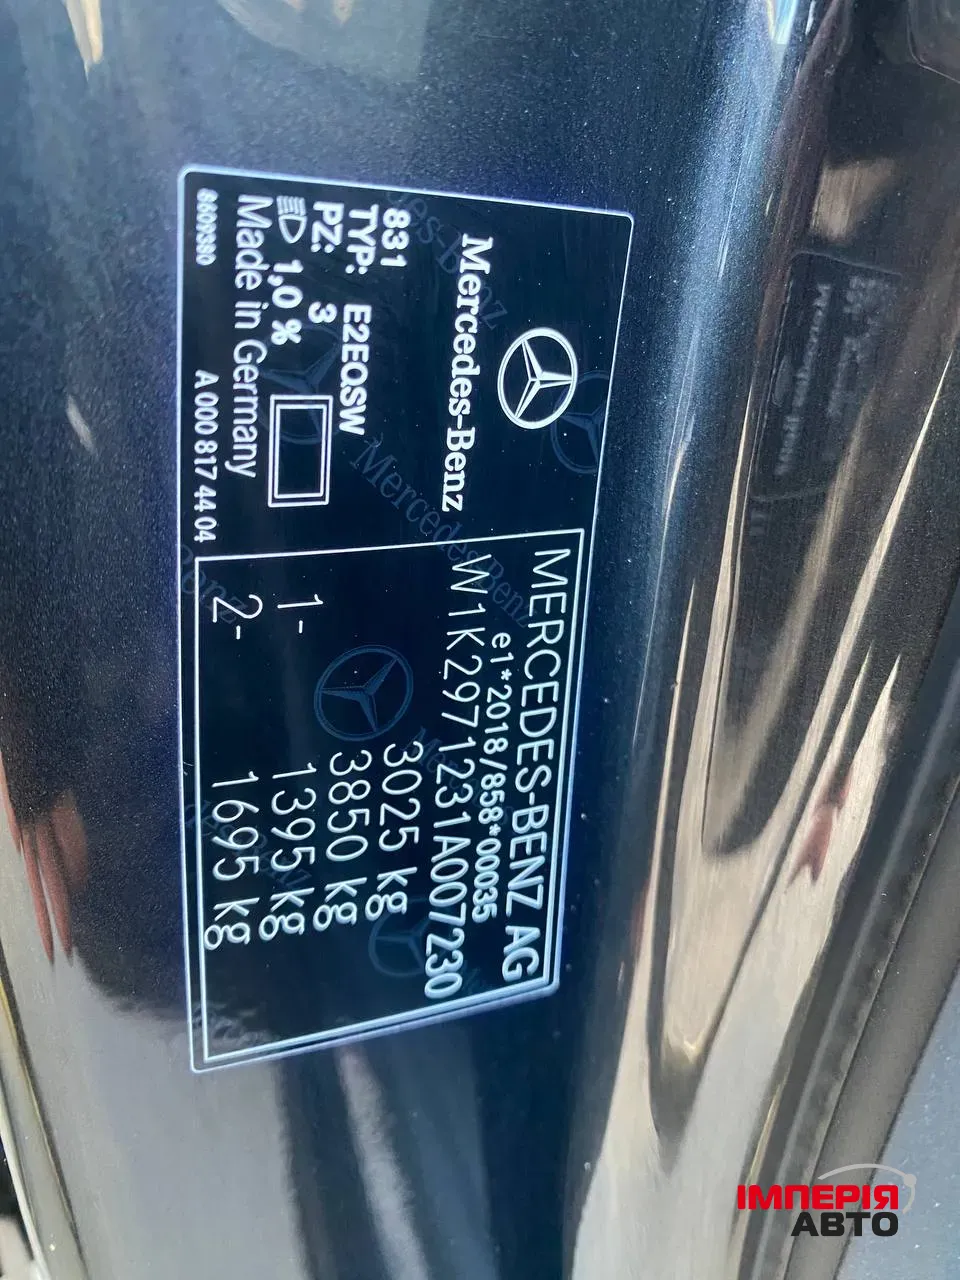 Mercedes-Benz
831
TYP: E2EQSW
PZ: 3
1,0 %
Made in Germany
8609380 A 000 817 44 04
MERCEDES-BENZ AG
e1*2018/858*00035
W1K2971231A007230
3025 kg
3850 kg
1- 1395 kg
2- 1695 kg
ІМПЕРІЯ
АВТО